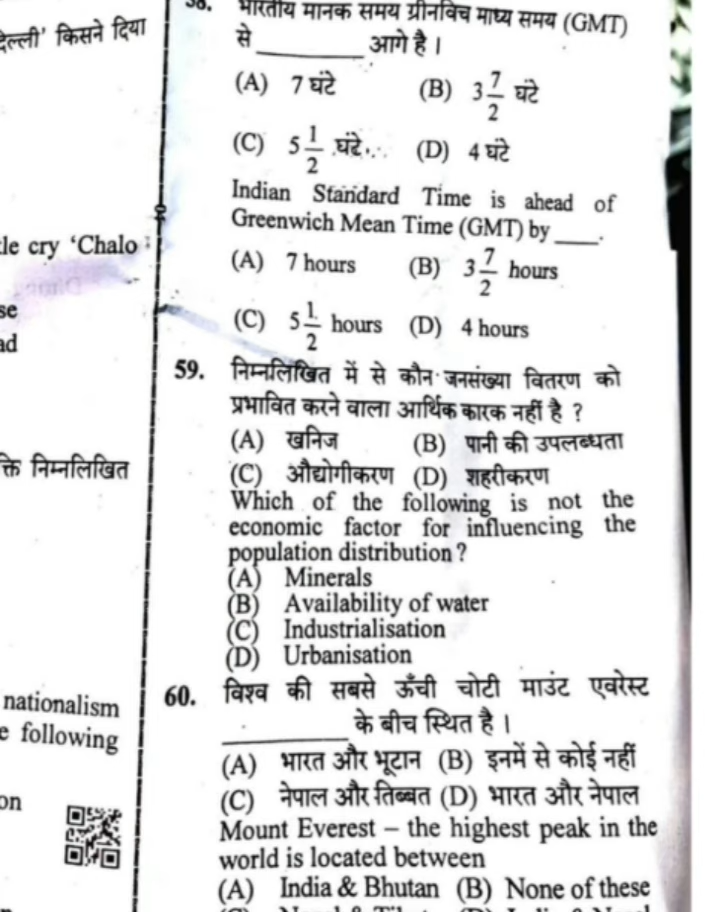 देल्ली' किसने दिया
le cry 'Chalo
se
ad
क्ति निम्नलिखित
nationalism
e following
on
58. भारतीय मानक समय ग्रीनविच माध्य समय (GMT)
से ________ आगे है ।
(A) 7 घंटे (B) 3 7/2 घंटे
(C) 5 1/2 घंटे (D) 4 घंटे
Indian Standard Time is ahead of
Greenwich Mean Time (GMT) by ____.
(A) 7 hours (B) 3 7/2 hours
(C) 5 1/2 hours (D) 4 hours
59. निम्नलिखित में से कौन जनसंख्या वितरण को
प्रभावित करने वाला आर्थिक कारक नहीं है ?
(A) खनिज (B) पानी की उपलब्धता
(C) औद्योगीकरण (D) शहरीकरण
Which of the following is not the
economic factor for influencing the
population distribution ?
(A) Minerals
(B) Availability of water
(C) Industrialisation
(D) Urbanisation
60. विश्व की सबसे ऊँची चोटी माउंट एवरेस्ट
________ के बीच स्थित है ।
(A) भारत और भूटान (B) इनमें से कोई नहीं
(C) नेपाल और तिब्बत (D) भारत और नेपाल
Mount Everest – the highest peak in the
world is located between
(A) India & Bhutan (B) None of these